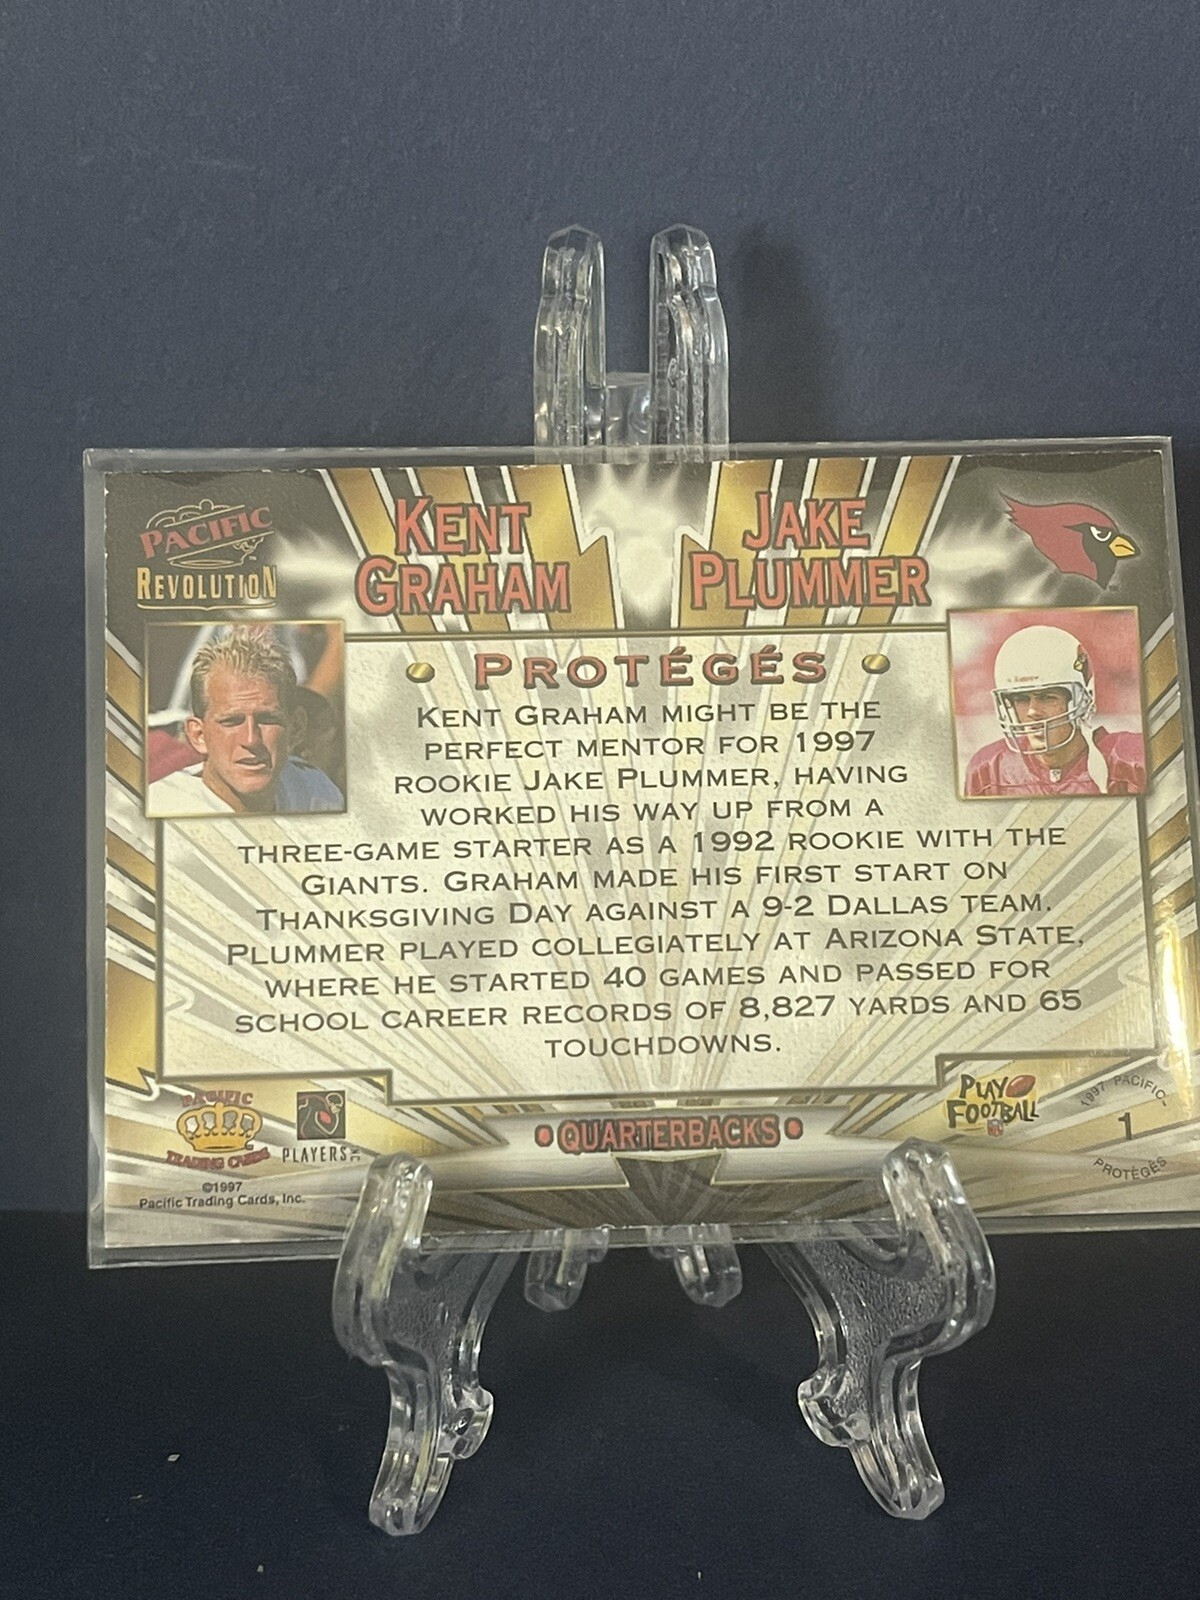 PACIFIC
REVOLUTION
KENT
GRAHAM
JAKE
PLUMMER
PROTÉGÉS
KENT GRAHAM MIGHT BE THE
PERFECT MENTOR FOR 1997
ROOKIE JAKE PLUMMER, HAVING
WORKED HIS WAY UP FROM A
THREE-GAME STARTER AS A 1992 ROOKIE WITH THE
GIANTS. GRAHAM MADE HIS FIRST START ON
THANKSGIVING DAY AGAINST A 9-2 DALLAS TEAM.
PLUMMER PLAYED COLLEGIATELY AT ARIZONA STATE,
WHERE HE STARTED 40 GAMES AND PASSED FOR
SCHOOL CAREER RECORDS OF 8,827 YARDS AND 65
TOUCHDOWNS.
PACIFIC
TRADING CARDS
PLAYERS INC
©1997
Pacific Trading Cards, Inc.
• QUARTERBACKS •
PLAY
FOOTBALL
1997 PACIFIC
1
PROTÉGÉS